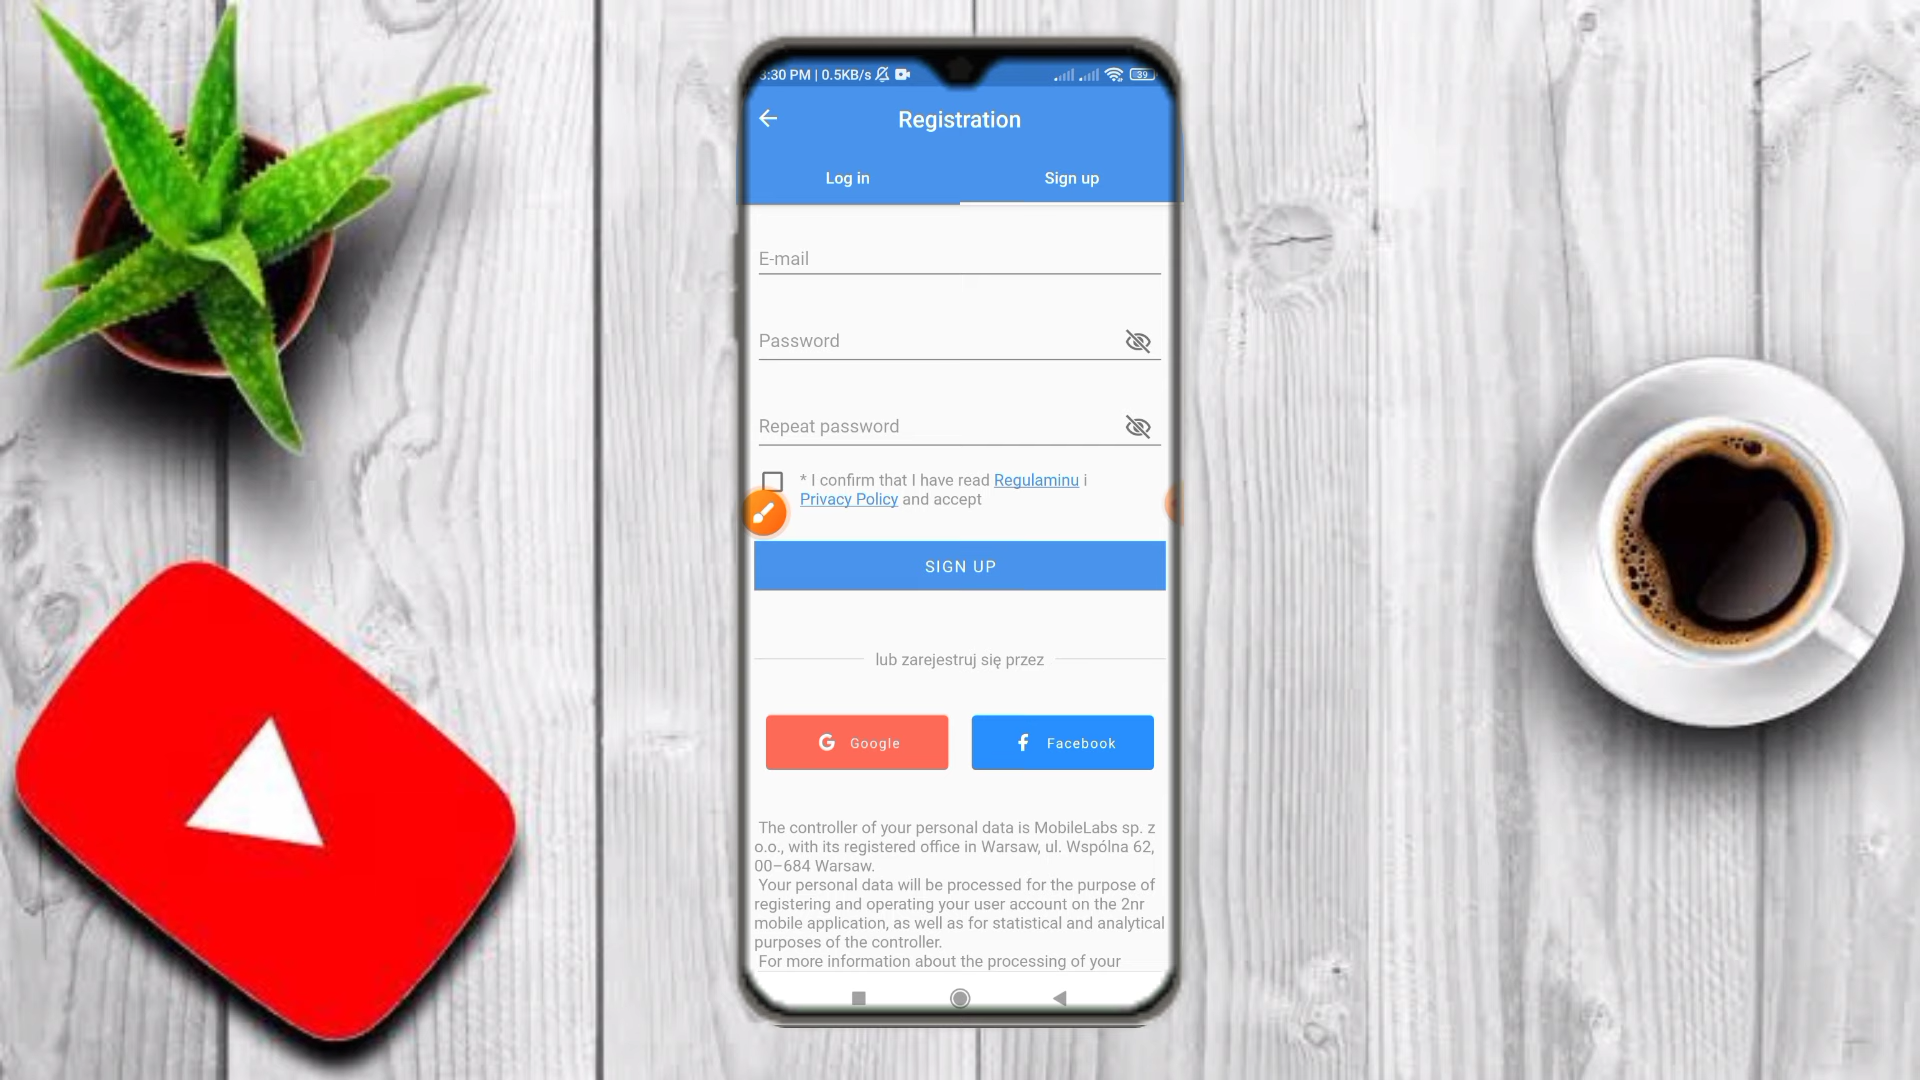 :30 PM | 0.5KB/s 39
Registration
Log in Sign up
E-mail
Password
Repeat password
* I confirm that I have read Regulaminu i
Privacy Policy and accept
SIGN UP
lub zarejestruj się przez
G Google f Facebook
The controller of your personal data is MobileLabs sp. z
o.o., with its registered office in Warsaw, ul. Wspólna 62,
00–684 Warsaw.
Your personal data will be processed for the purpose of
registering and operating your user account on the 2nr
mobile application, as well as for statistical and analytical
purposes of the controller.
For more information about the processing of your